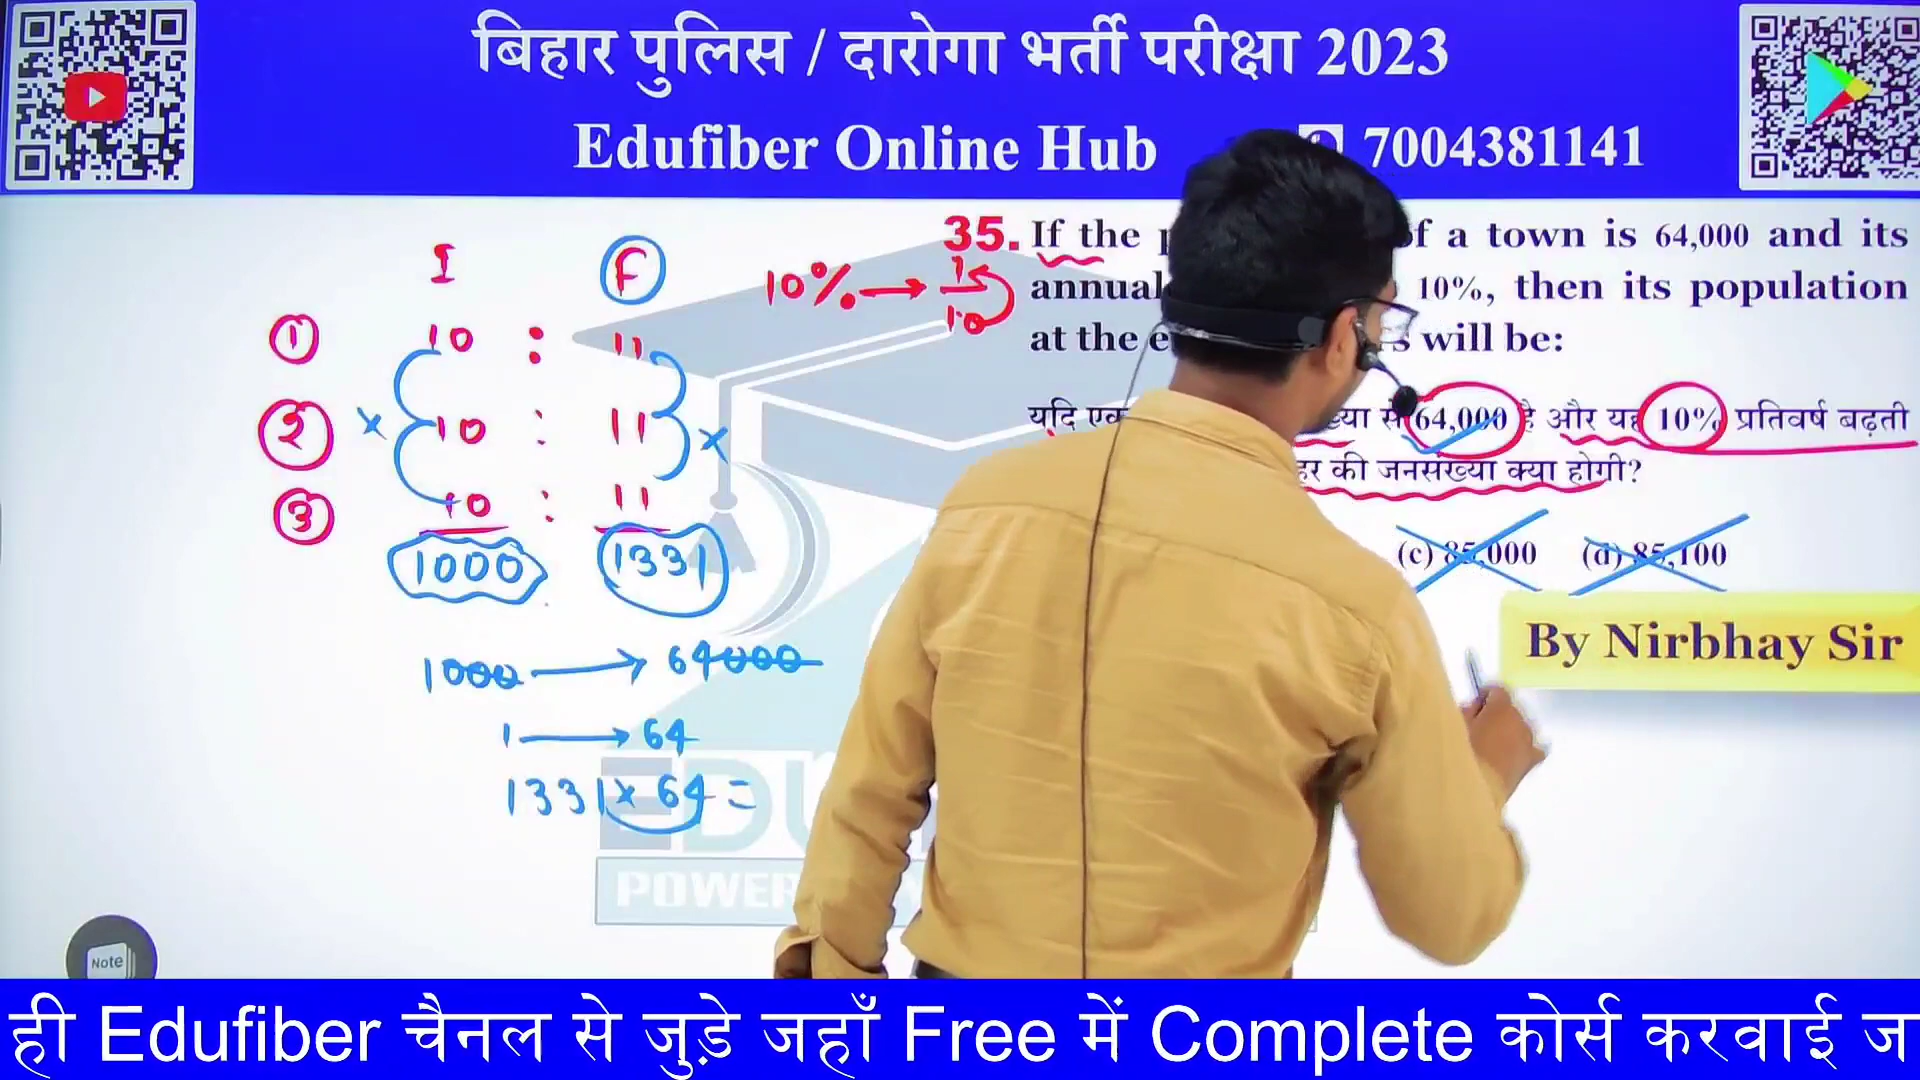 बिहार पुलिस / दारोगा भर्ती परीक्षा 2023
Edufiber Online Hub
7004381141
35. If the f a town is 64,000 and its
annual 10%, then its population
at the e s will be:
यदि एक ख्या से 64,000 है और यह 10% प्रतिवर्ष बढ़ती
हर की जनसंख्या क्या होगी?
(c) 85,000 (d) 85,100
By Nirbhay Sir
I F
10% → 1/10
1 10 : 11
2 × 10 : 11 ×
3 10 : 11
1000 1331
1000 → 64000
1 → 64
1331 × 64 =
POWER
Note
ही Edufiber चैनल से जुड़े जहाँ Free में Complete कोर्स करवाई ज